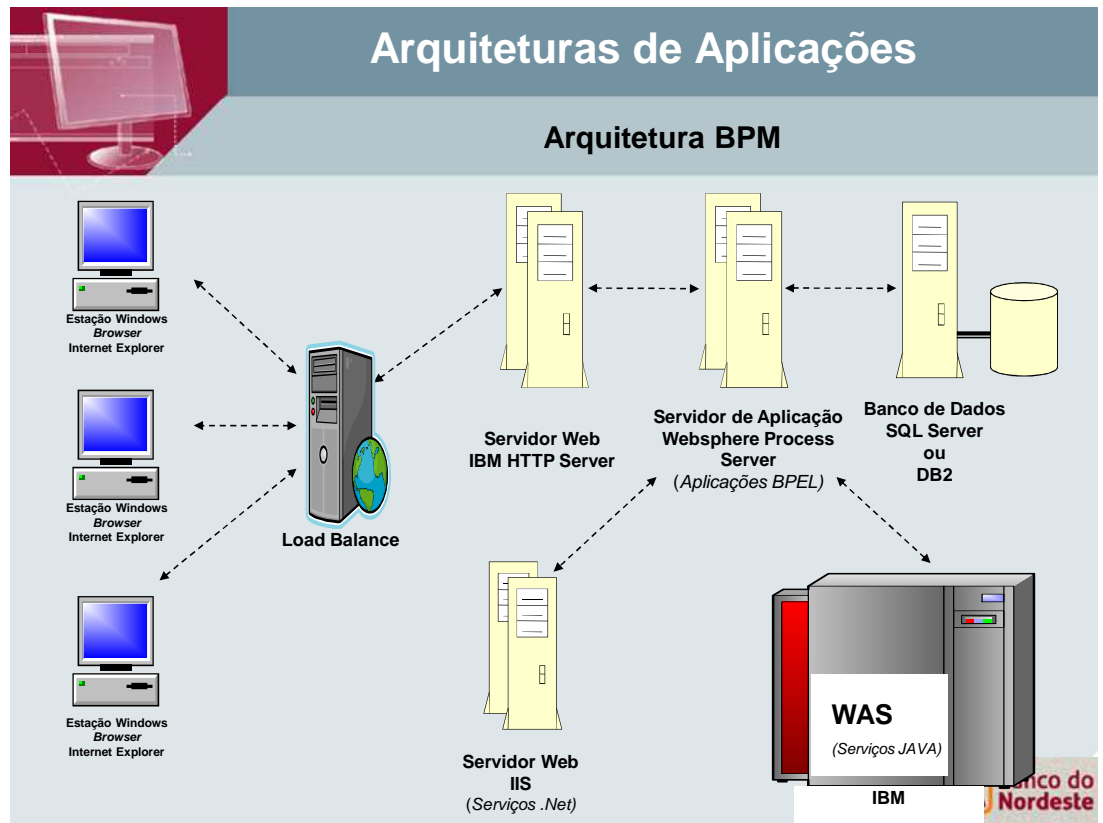 Arquiteturas de Aplicações
Arquitetura BPM
Estação Windows
Browser
Internet Explorer
Estação Windows
Browser
Internet Explorer
Estação Windows
Browser
Internet Explorer
Load Balance
Servidor Web
IBM HTTP Server
Servidor de Aplicação
Websphere Process
Server
(Aplicações BPEL)
Banco de Dados
SQL Server
ou
DB2
Servidor Web
IIS
(Serviços .Net)
WAS
(Serviços JAVA)
IBM
nco do
Nordeste